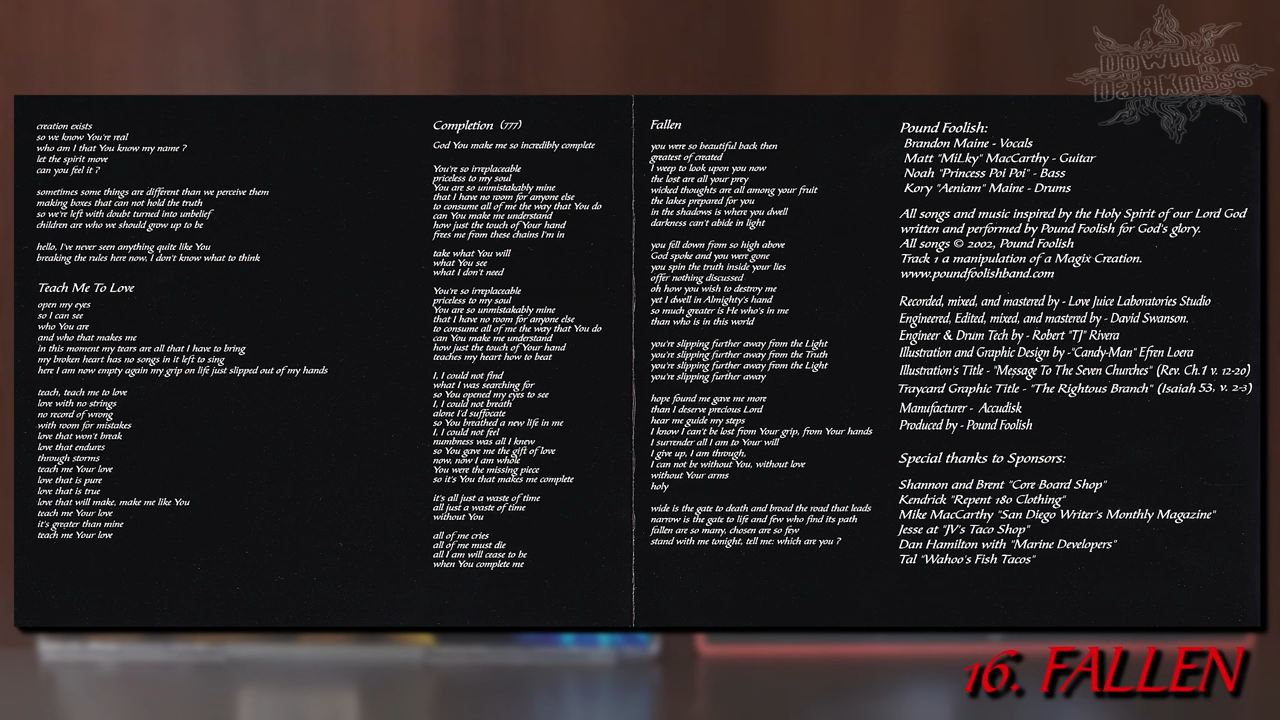 Downfall
Darkness
creation exists
so we know You're real
who am I that You know my name ?
let the spirit move
can you feel it ?
sometimes some things are different than we perceive them
making boxes that can not hold the truth
so we're left with doubt turned into unbelief
children are who we should grow up to be
hello, I've never seen anything quite like You
breaking the rules here now, I don't know what to think
Teach Me To Love
open my eyes
so I can see
who You are
and who that makes me
in this moment my tears are all that I have to bring
my broken heart has no songs in it left to sing
here I am now empty again my grip on life just slipped out of my hands
teach, teach me to love
love with no strings
no record of wrong
with room for mistakes
love that won't break
love that endures
through storms
teach me Your love
love that is pure
love that is true
love that will make, make me like You
teach me Your love
it's greater than mine
teach me Your love
Completion (777)
God You make me so incredibly complete
You're so irreplaceable
priceless to my soul
You are so unmistakably mine
that I have no room for anyone else
to consume all of me the way that You do
can You make me understand
how just the touch of Your hand
frees me from these chains I'm in
take what You will
what You see
what I don't need
You're so irreplaceable
priceless to my soul
You are so unmistakably mine
that I have no room for anyone else
to consume all of me the way that You do
can You make me understand
how just the touch of Your hand
teaches my heart how to beat
I, I could not find
what I was searching for
so You opened my eyes to see
I, I could not breath
alone I'd suffocate
so You breathed a new life in me
I, I could not feel
numbness was all I knew
so You gave me the gift of love
now, now I am whole
You were the missing piece
so it's You that makes me complete
it's all just a waste of time
all just a waste of time
without You
all of me cries
all of me must die
all I am will cease to be
when You complete me
Fallen
you were so beautiful back then
greatest of created
I weep to look upon you now
the lost are all your prey
wicked thoughts are all among your fruit
the lakes prepared for you
in the shadows is where you dwell
darkness can't abide in light
you fell down from so high above
God spoke and you were gone
you spin the truth inside your lies
offer nothing discussed
oh how you wish to destroy me
yet I dwell in Almighty's hand
so much greater is He who's in me
than who is in this world
you're slipping further away from the Light
you're slipping further away from the Truth
you're slipping further away from the Light
you're slipping further away
hope found me gave me more
than I deserve precious Lord
hear me guide my steps
I know I can't be lost from Your grip, from Your hands
I surrender all I am to Your will
I give up, I am through,
I can not be without You, without love
without Your arms
holy
wide is the gate to death and broad the road that leads
narrow is the gate to life and few who find its path
fallen are so many, chosen are so few
stand with me tonight, tell me: which are you ?
Pound Foolish:
Brandon Maine - Vocals
Matt "MiLky" MacCarthy - Guitar
Noah "Princess Poi Poi" - Bass
Kory "Aeniam" Maine - Drums
All songs and music inspired by the Holy Spirit of our Lord God
written and performed by Pound Foolish for God's glory.
All songs © 2002, Pound Foolish
Track 1 a manipulation of a Magix Creation.
www.poundfoolishband.com
Recorded, mixed, and mastered by - Love Juice Laboratories Studio
Engineered, Edited, mixed, and mastered by - David Swanson.
Engineer & Drum Tech by - Robert "TJ" Rivera
Illustration and Graphic Design by -"Candy-Man" Efren Loera
Illustration's Title - "Message To The Seven Churches" (Rev. Ch.1 v. 12-20)
Traycard Graphic Title - "The Rightous Branch" (Isaiah 53, v. 2-3)
Manufacturer - Accudisk
Produced by - Pound Foolish
Special thanks to Sponsors:
Shannon and Brent "Core Board Shop"
Kendrick "Repent 180 Clothing"
Mike MacCarthy "San Diego Writer's Monthly Magazine"
Jesse at "JV's Taco Shop"
Dan Hamilton with "Marine Developers"
Tal "Wahoo's Fish Tacos"
16. FALLEN